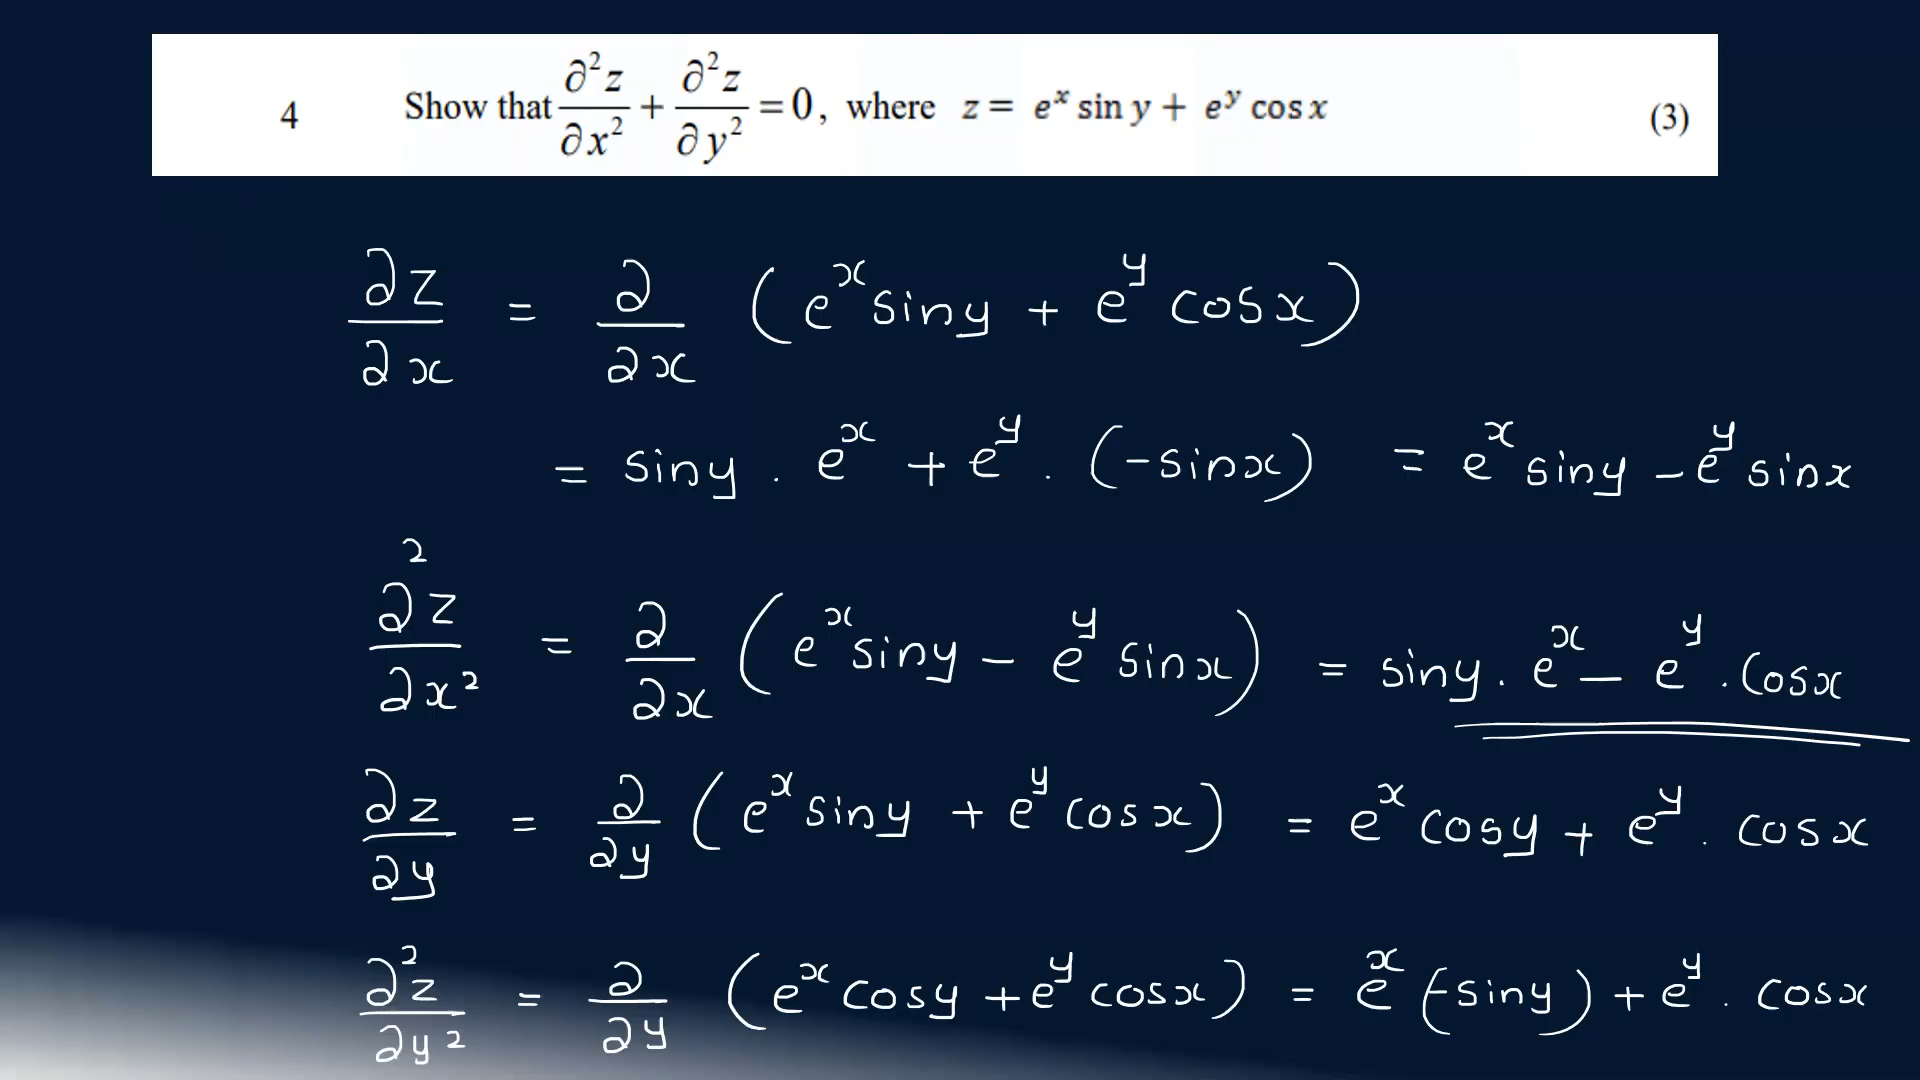 4 Show that ∂²z/∂x² + ∂²z/∂y² = 0, where z = eˣ sin y + eʸ cos x (3)
∂z/∂x = ∂/∂x (eˣ siny + eʸ cosx)
= siny . eˣ + eʸ . (-sinx) = eˣ siny - eʸ sinx
∂²z/∂x² = ∂/∂x (eˣ siny - eʸ sinx) = siny . eˣ - eʸ . cosx
∂z/∂y = ∂/∂y (eˣ siny + eʸ cosx) = eˣ cosy + eʸ . cosx
∂²z/∂y² = ∂/∂y (eˣ cosy + eʸ cosx) = eˣ (-siny) + eʸ . cosx